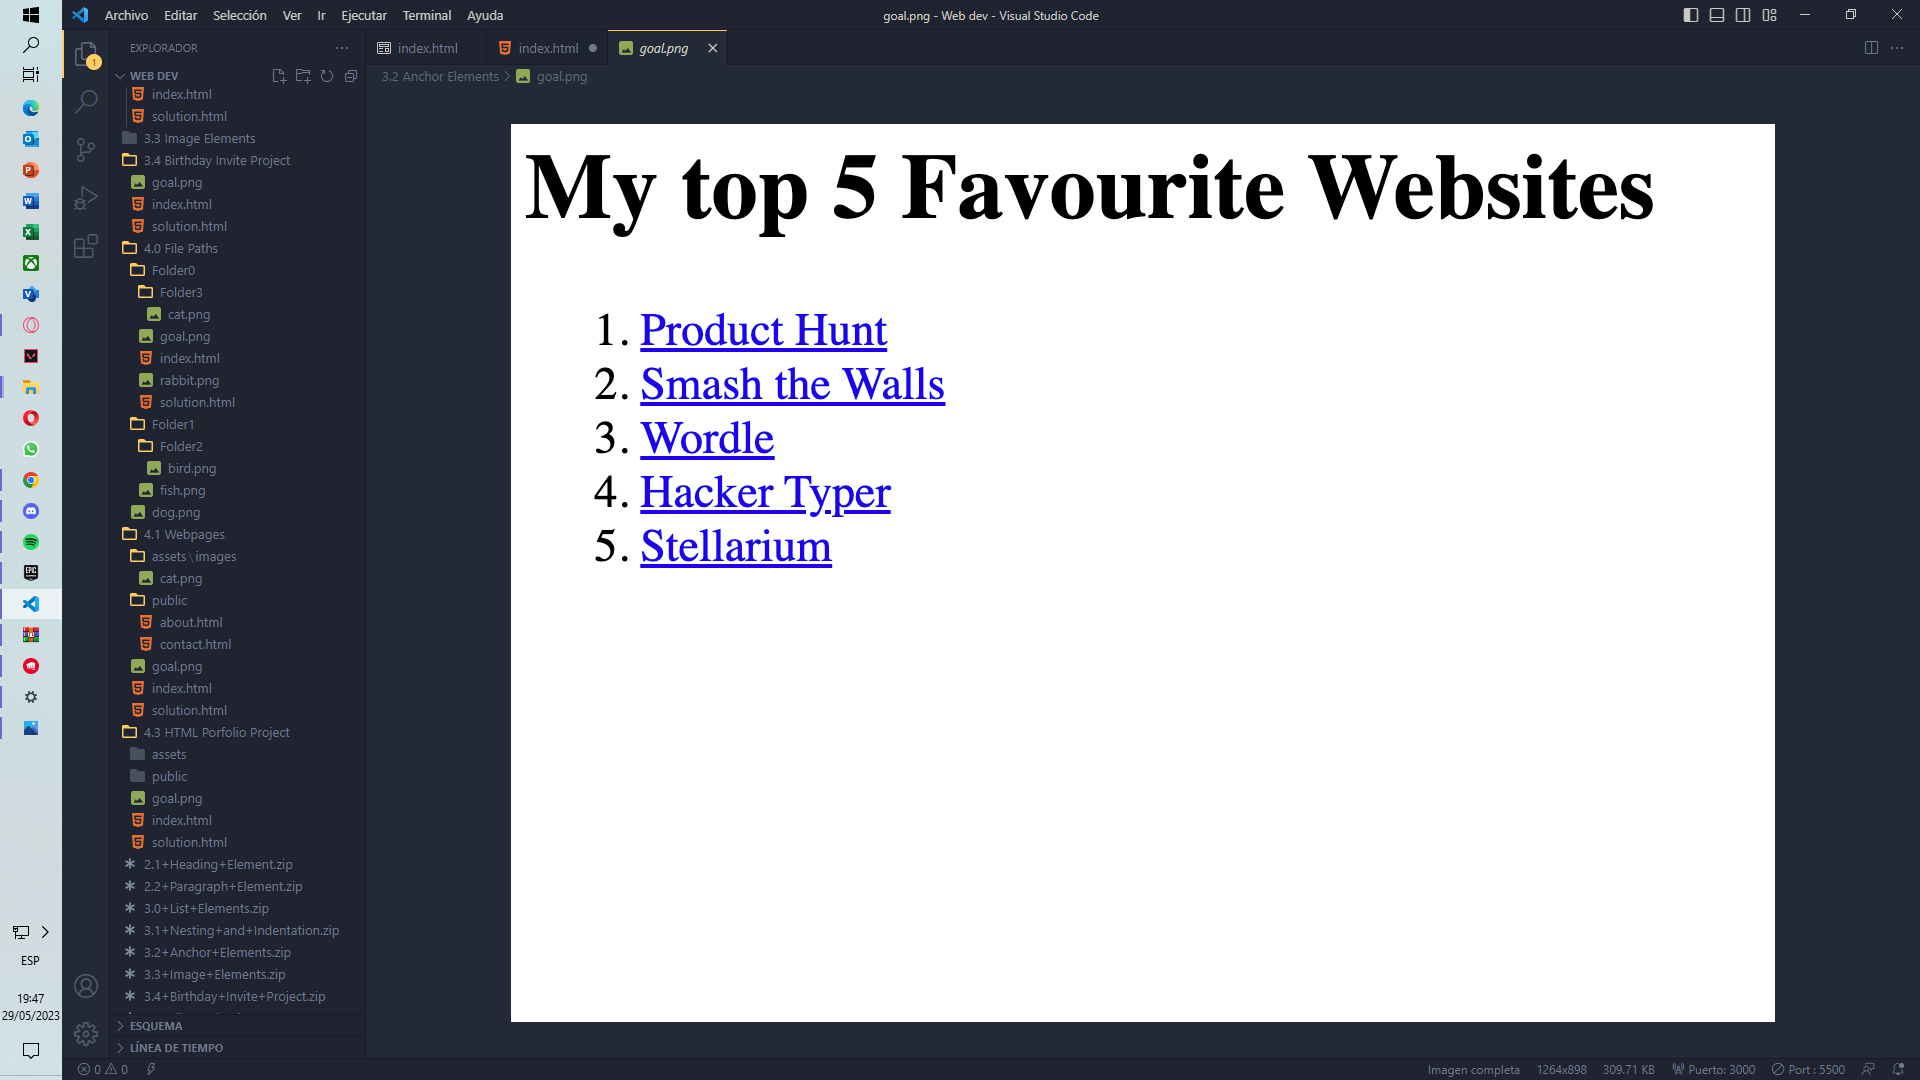 Archivo Editar Selección Ver Ir Ejecutar Terminal Ayuda
goal.png - Web dev - Visual Studio Code
EXPLORADOR
index.html
index.html
goal.png
WEB DEV
3.2 Anchor Elements > goal.png
index.html
solution.html
3.3 Image Elements
3.4 Birthday Invite Project
goal.png
index.html
solution.html
4.0 File Paths
Folder0
Folder3
cat.png
goal.png
index.html
rabbit.png
solution.html
Folder1
Folder2
bird.png
fish.png
dog.png
4.1 Webpages
assets\images
cat.png
public
about.html
contact.html
goal.png
index.html
solution.html
4.3 HTML Porfolio Project
assets
public
goal.png
index.html
solution.html
2.1+Heading+Element.zip
2.2+Paragraph+Element.zip
3.0+List+Elements.zip
3.1+Nesting+and+Indentation.zip
3.2+Anchor+Elements.zip
3.3+Image+Elements.zip
3.4+Birthday+Invite+Project.zip
ESQUEMA
LÍNEA DE TIEMPO
My top 5 Favourite Websites
1. Product Hunt
2. Smash the Walls
3. Wordle
4. Hacker Typer
5. Stellarium
1
EPIC
ESP
19:47
29/05/2023
0 0
Imagen completa 1264x898 309.71 KB Puerto: 3000 Port : 5500